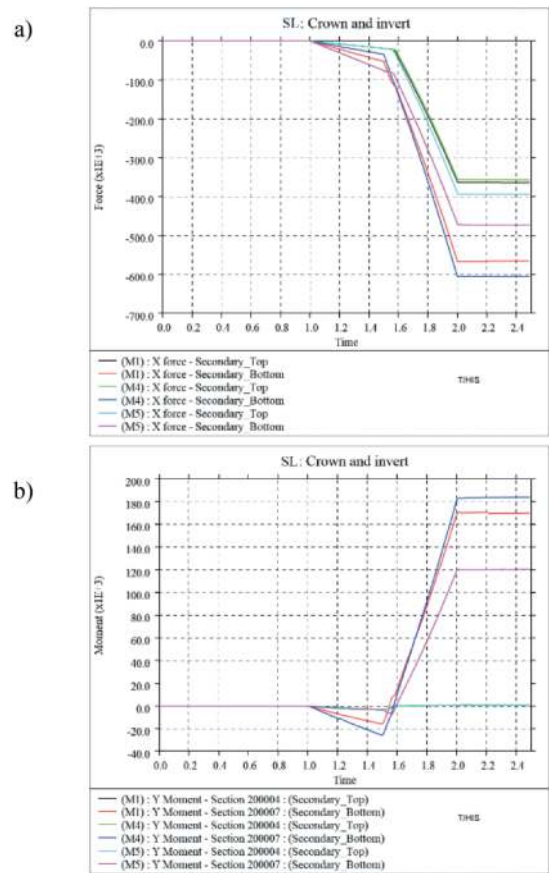 a)
SL: Crown and invert
0.0
-100.0
-200.0
-300.0
-400.0
-500.0
-600.0
-700.0
Force (x1E+3)
0.0 0.2 0.4 0.6 0.8 1.0 1.2 1.4 1.6 1.8 2.0 2.2 2.4
Time
(M1) : X force - Secondary_Top
(M1) : X force - Secondary_Bottom
(M4) : X force - Secondary_Top
(M4) : X force - Secondary_Bottom
(M5) : X force - Secondary_Top
(M5) : X force - Secondary_Bottom
T/HIS
b)
SL: Crown and invert
200.0
180.0
160.0
140.0
120.0
100.0
80.0
60.0
40.0
20.0
0.0
-20.0
-40.0
Moment (x1E+3)
0.0 0.2 0.4 0.6 0.8 1.0 1.2 1.4 1.6 1.8 2.0 2.2 2.4
Time
(M1) : Y Moment - Section 200004 : (Secondary_Top)
(M1) : Y Moment - Section 200007 : (Secondary_Bottom)
(M4) : Y Moment - Section 200004 : (Secondary_Top)
(M4) : Y Moment - Section 200007 : (Secondary_Bottom)
(M5) : Y Moment - Section 200004 : (Secondary_Top)
(M5) : Y Moment - Section 200007 : (Secondary_Bottom)
T/HIS